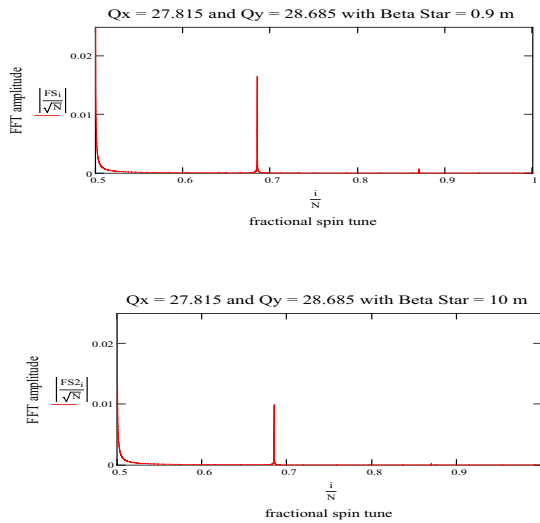 Qx = 27.815 and Qy = 28.685 with Beta Star = 0.9 m
0.02
0.01
0
FFT amplitude
|FS_i/√N|
0.5 0.6 0.7 0.8 0.9 1
i/N
fractional spin tune
Qx = 27.815 and Qy = 28.685 with Beta Star = 10 m
0.02
0.01
0
FFT amplitude
|FS2_i/√N|
0.5 0.6 0.7 0.8 0.9
i/N
fractional spin tune